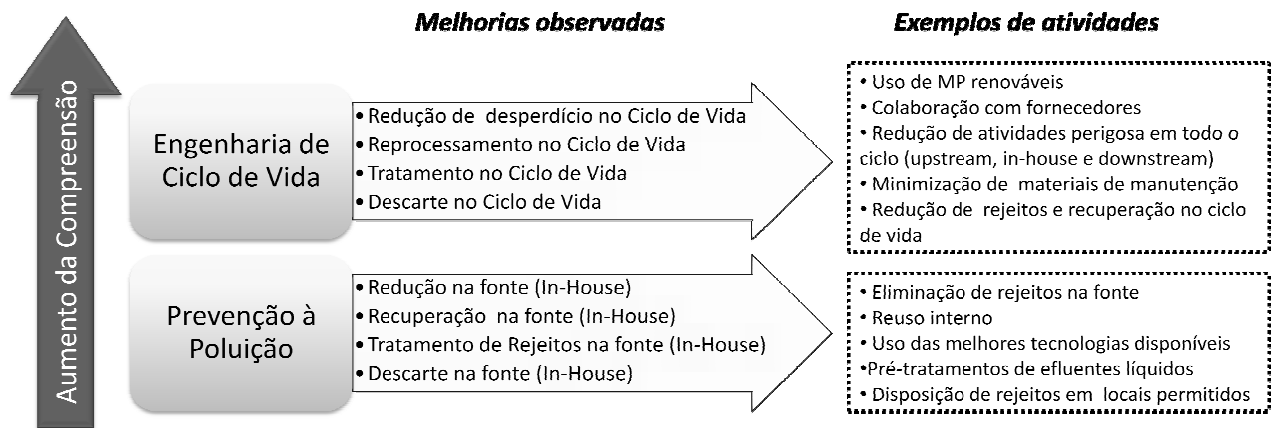 Melhorias observadas
Exemplos de atividades
Aumento da Compreensão
Engenharia de
Ciclo de Vida
• Redução de desperdício no Ciclo de Vida
• Reprocessamento no Ciclo de Vida
• Tratamento no Ciclo de Vida
• Descarte no Ciclo de Vida
• Uso de MP renováveis
• Colaboração com fornecedores
• Redução de atividades perigosa em todo o
ciclo (upstream, in-house e downstream)
• Minimização de materiais de manutenção
• Redução de rejeitos e recuperação no ciclo
de vida
Prevenção à
Poluição
• Redução na fonte (In-House)
• Recuperação na fonte (In-House)
• Tratamento de Rejeitos na fonte (In-House)
• Descarte na fonte (In-House)
• Eliminação de rejeitos na fonte
• Reuso interno
• Uso das melhores tecnologias disponíveis
•Pré-tratamentos de efluentes líquidos
• Disposição de rejeitos em locais permitidos